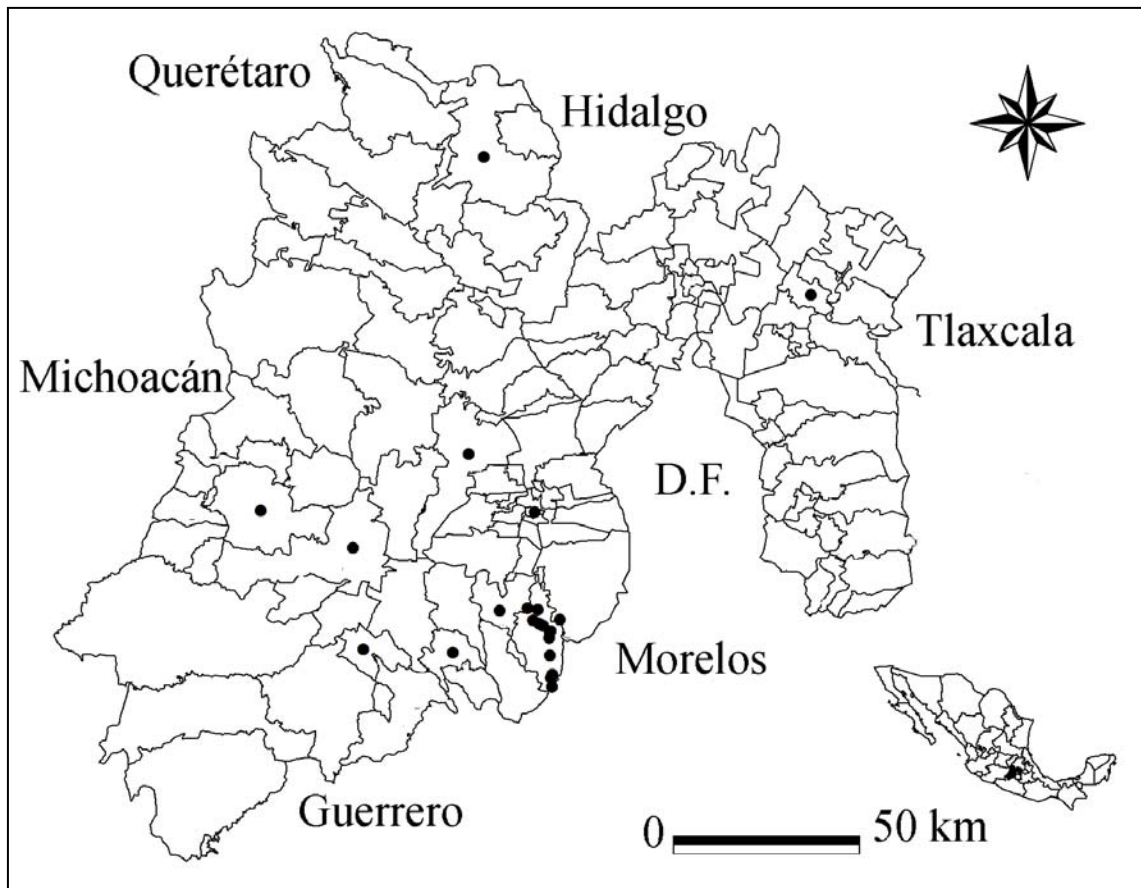 Querétaro
Hidalgo
Tlaxcala
Michoacán
D.F.
Morelos
Guerrero
0 50 km